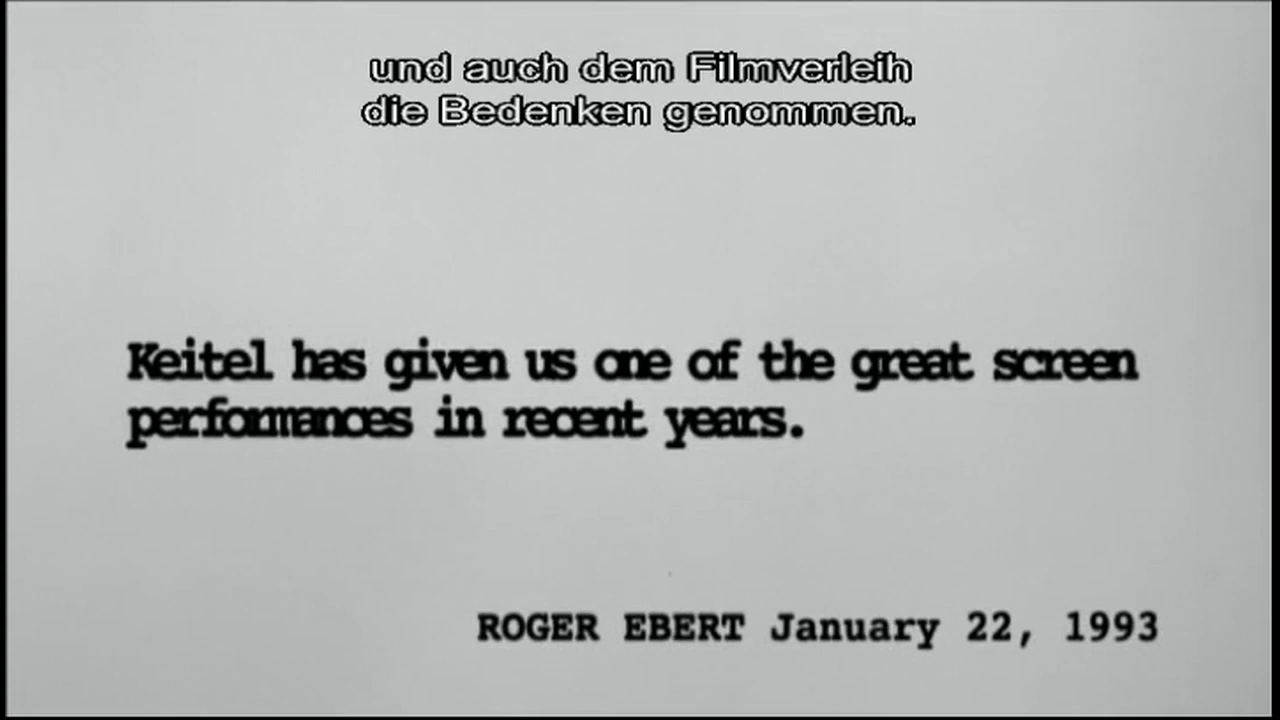 und auch dem Filmverleih
die Bedenken genommen.
Keitel has given us one of the great screen
performances in recent years.
ROGER EBERT January 22, 1993